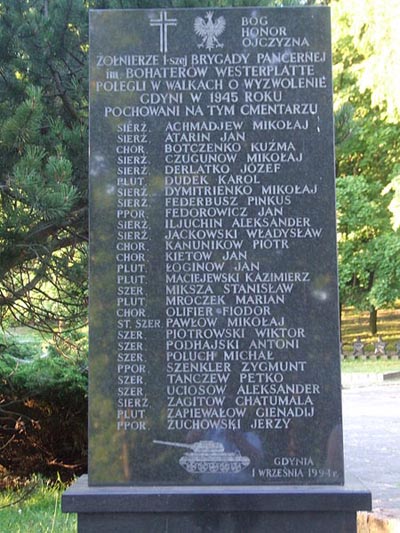 BÓG
HONOR
OJCZYZNA
ŻOŁNIERZE 1-szej BRYGADY PANCERNEJ
im. BOHATERÓW WESTERPLATTE
POLEGLI W WALKACH O WYZWOLENIE
GDYNI W 1945 ROKU
POCHOWANI NA TYM CMENTARZU
SIERŻ. ACHMADJEW MIKOŁAJ
SIERŻ. ATARIN JAN
CHOR. BOTCZENKO KUŹMA
SIERŻ. CZUGUNOW MIKOŁAJ
SIERŻ. DERLATKO JÓZEF
PLUT. DUDEK KAROL
SIERŻ. DYMITRIENKO MIKOŁAJ
SIERŻ. FEDERBUSZ PINKUS
PPOR. FEDOROWICZ JAN
SIERŻ. ILJUCHIN ALEKSANDER
SIERŻ. JACKOWSKI WŁADYSŁAW
CHOR. KANUNIKOW PIOTR
CHOR. KIETOW JAN
PLUT. ŁOGINOW JAN
PLUT. MACIEJEWSKI KAZIMIERZ
SZER. MIKSZA STANISŁAW
PLUT. MROCZEK MARIAN
CHOR. OLIFIER FIODOR
ST. SZER. PAWŁOW MIKOŁAJ
SZER. PIOTROWSKI WIKTOR
SZER. PODHAJSKI ANTONI
SZER. POLUCH MICHAŁ
PPOR. SZENKLER ZYGMUNT
SZER. TANCZEW PETKO
SZER. UCIOSOW ALEKSANDER
SIERŻ. ZAGITOW CHATUMALA
PLUT. ZAPIEWAŁOW GIENADIJ
PPOR. ŻUCHOWSKI JERZY
GDYNIA
1 WRZEŚNIA 1994 r.